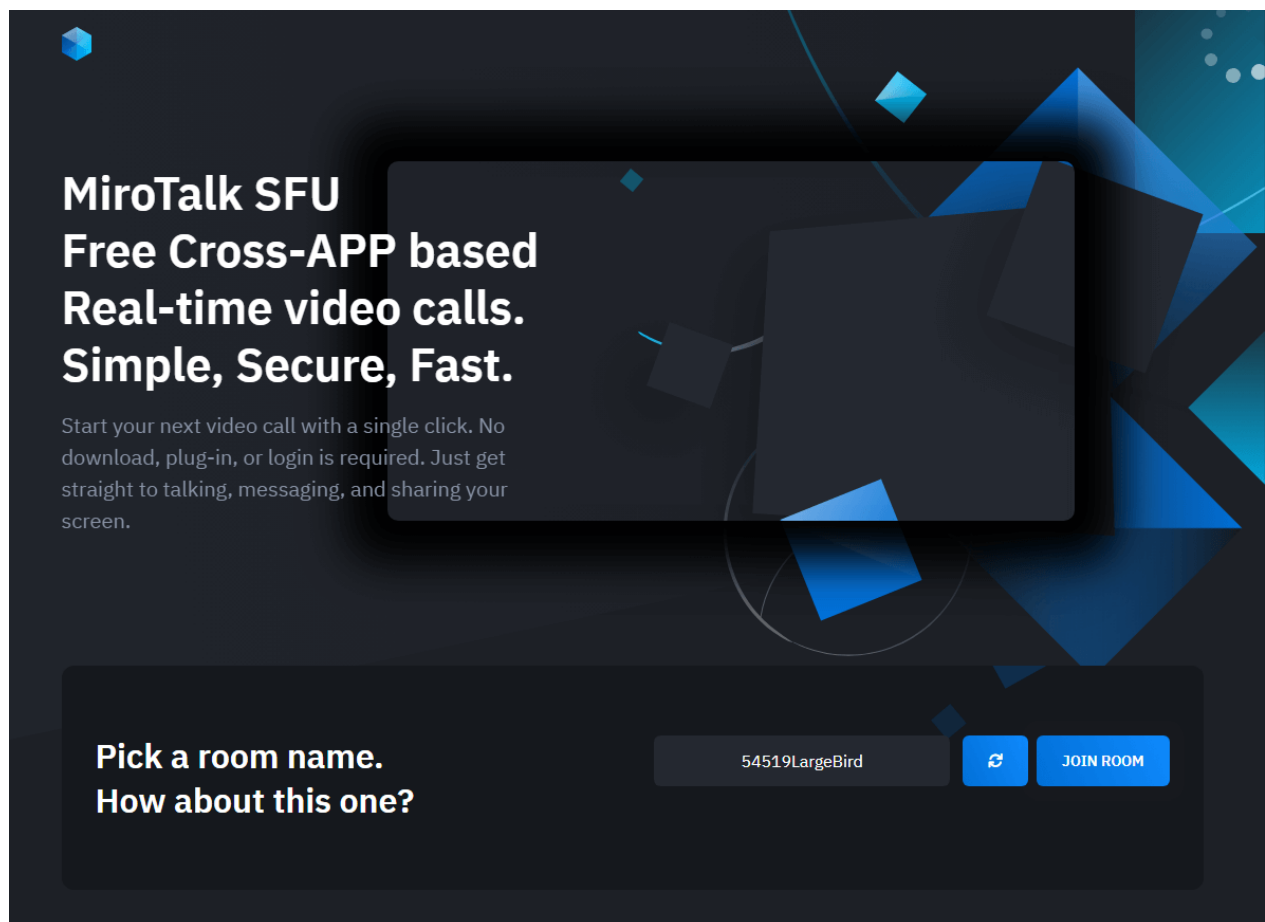 MiroTalk SFU
Free Cross-APP based
Real-time video calls.
Simple, Secure, Fast.
Start your next video call with a single click. No
download, plug-in, or login is required. Just get
straight to talking, messaging, and sharing your
screen.
Pick a room name.
How about this one?
54519LargeBird
JOIN ROOM